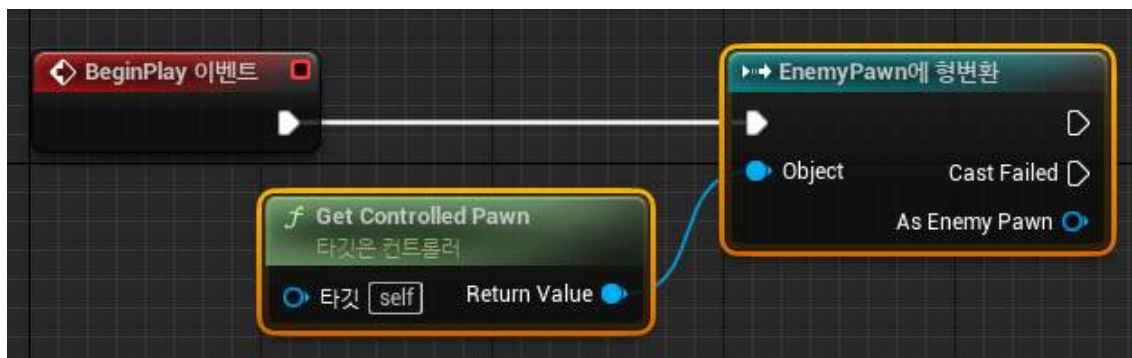 BeginPlay 이벤트
EnemyPawn에 형변환
Object
Cast Failed
As Enemy Pawn
f Get Controlled Pawn
타깃은 컨트롤러
타깃 self
Return Value